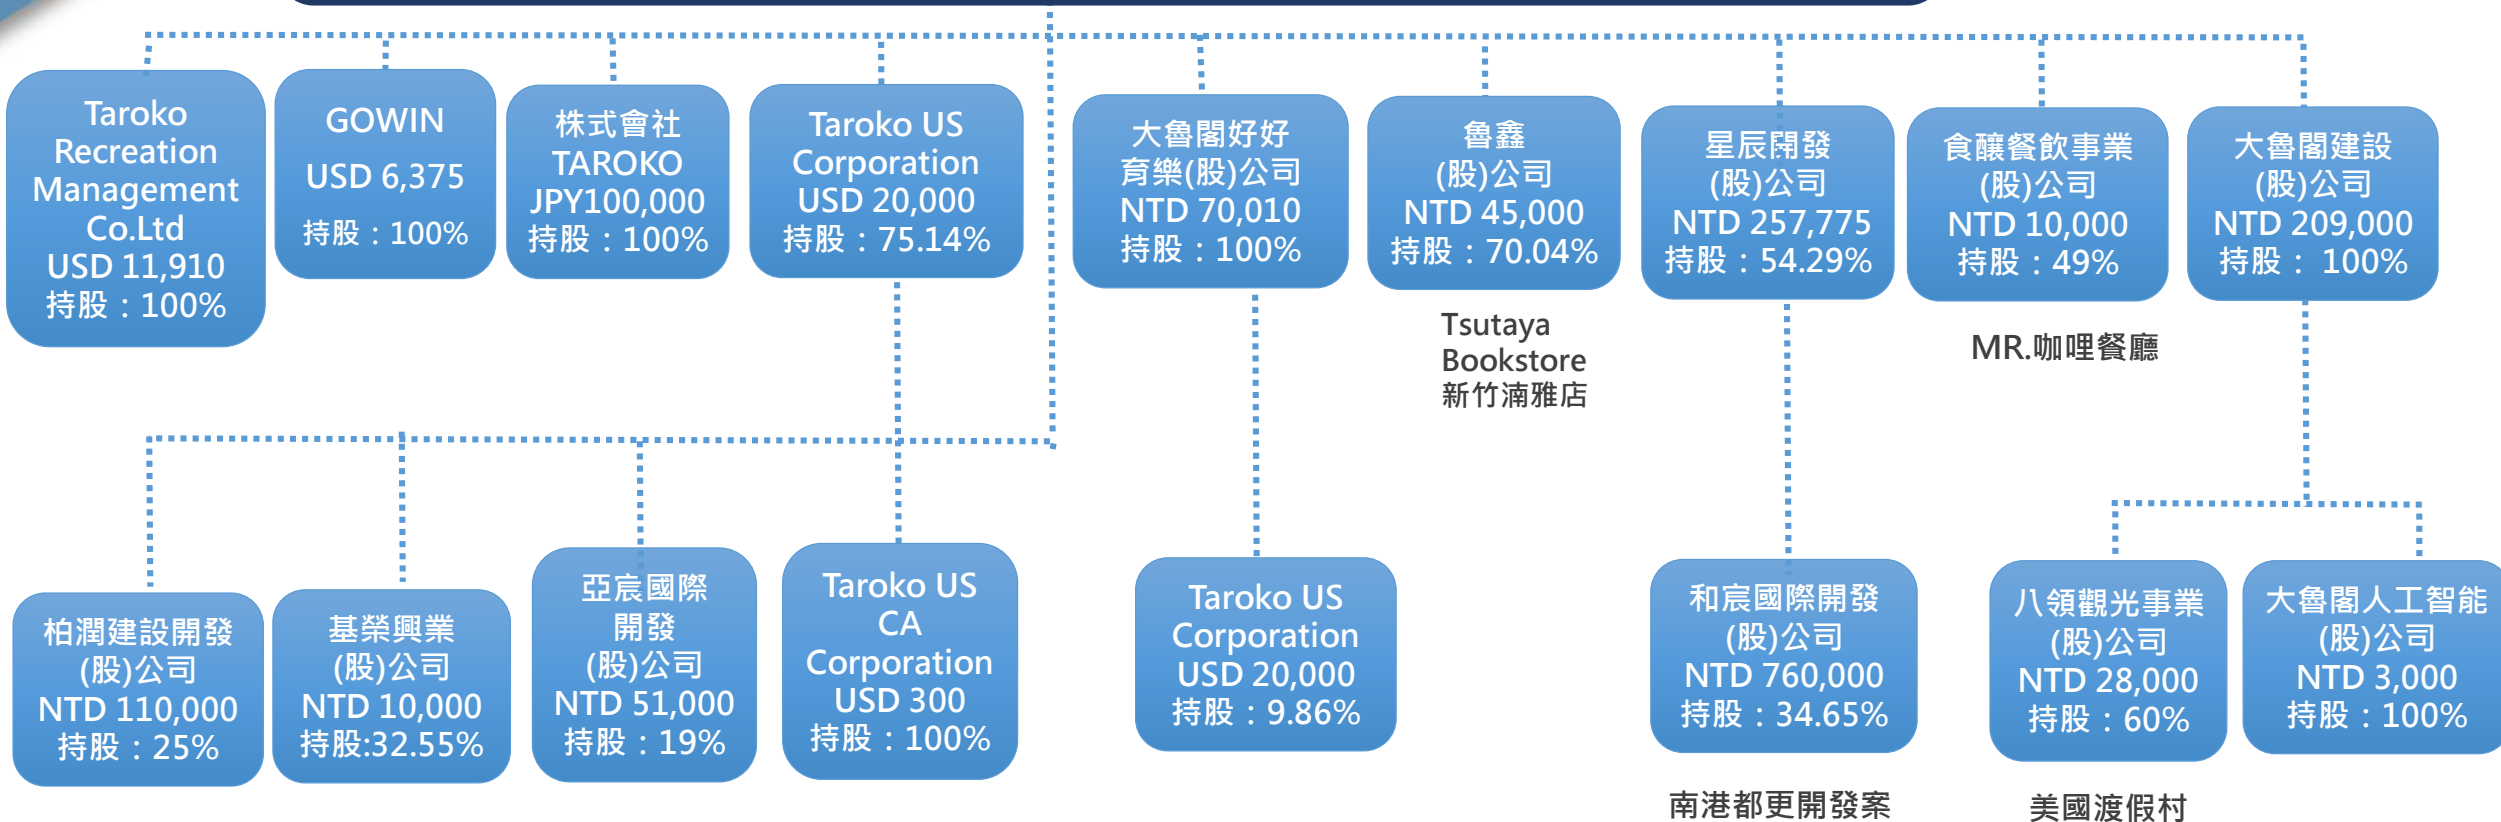 Taroko
Recreation
Management
Co.Ltd
USD 11,910
持股：100%
GOWIN
USD 6,375
持股：100%
株式會社
TAROKO
JPY100,000
持股：100%
Taroko US
Corporation
USD 20,000
持股：75.14%
大魯閣好好
育樂(股)公司
NTD 70,010
持股：100%
魯鑫
(股)公司
NTD 45,000
持股：70.04%
Tsutaya
Bookstore
新竹湳雅店
星辰開發
(股)公司
NTD 257,775
持股：54.29%
食釀餐飲事業
(股)公司
NTD 10,000
持股：49%
MR.咖哩餐廳
大魯閣建設
(股)公司
NTD 209,000
持股： 100%
柏潤建設開發
(股)公司
NTD 110,000
持股：25%
基榮興業
(股)公司
NTD 10,000
持股:32.55%
亞宸國際
開發
(股)公司
NTD 51,000
持股：19%
Taroko US
CA
Corporation
USD 300
持股：100%
Taroko US
Corporation
USD 20,000
持股：9.86%
和宸國際開發
(股)公司
NTD 760,000
持股：34.65%
南港都更開發案
八領觀光事業
(股)公司
NTD 28,000
持股：60%
美國渡假村
大魯閣人工智能
(股)公司
NTD 3,000
持股：100%